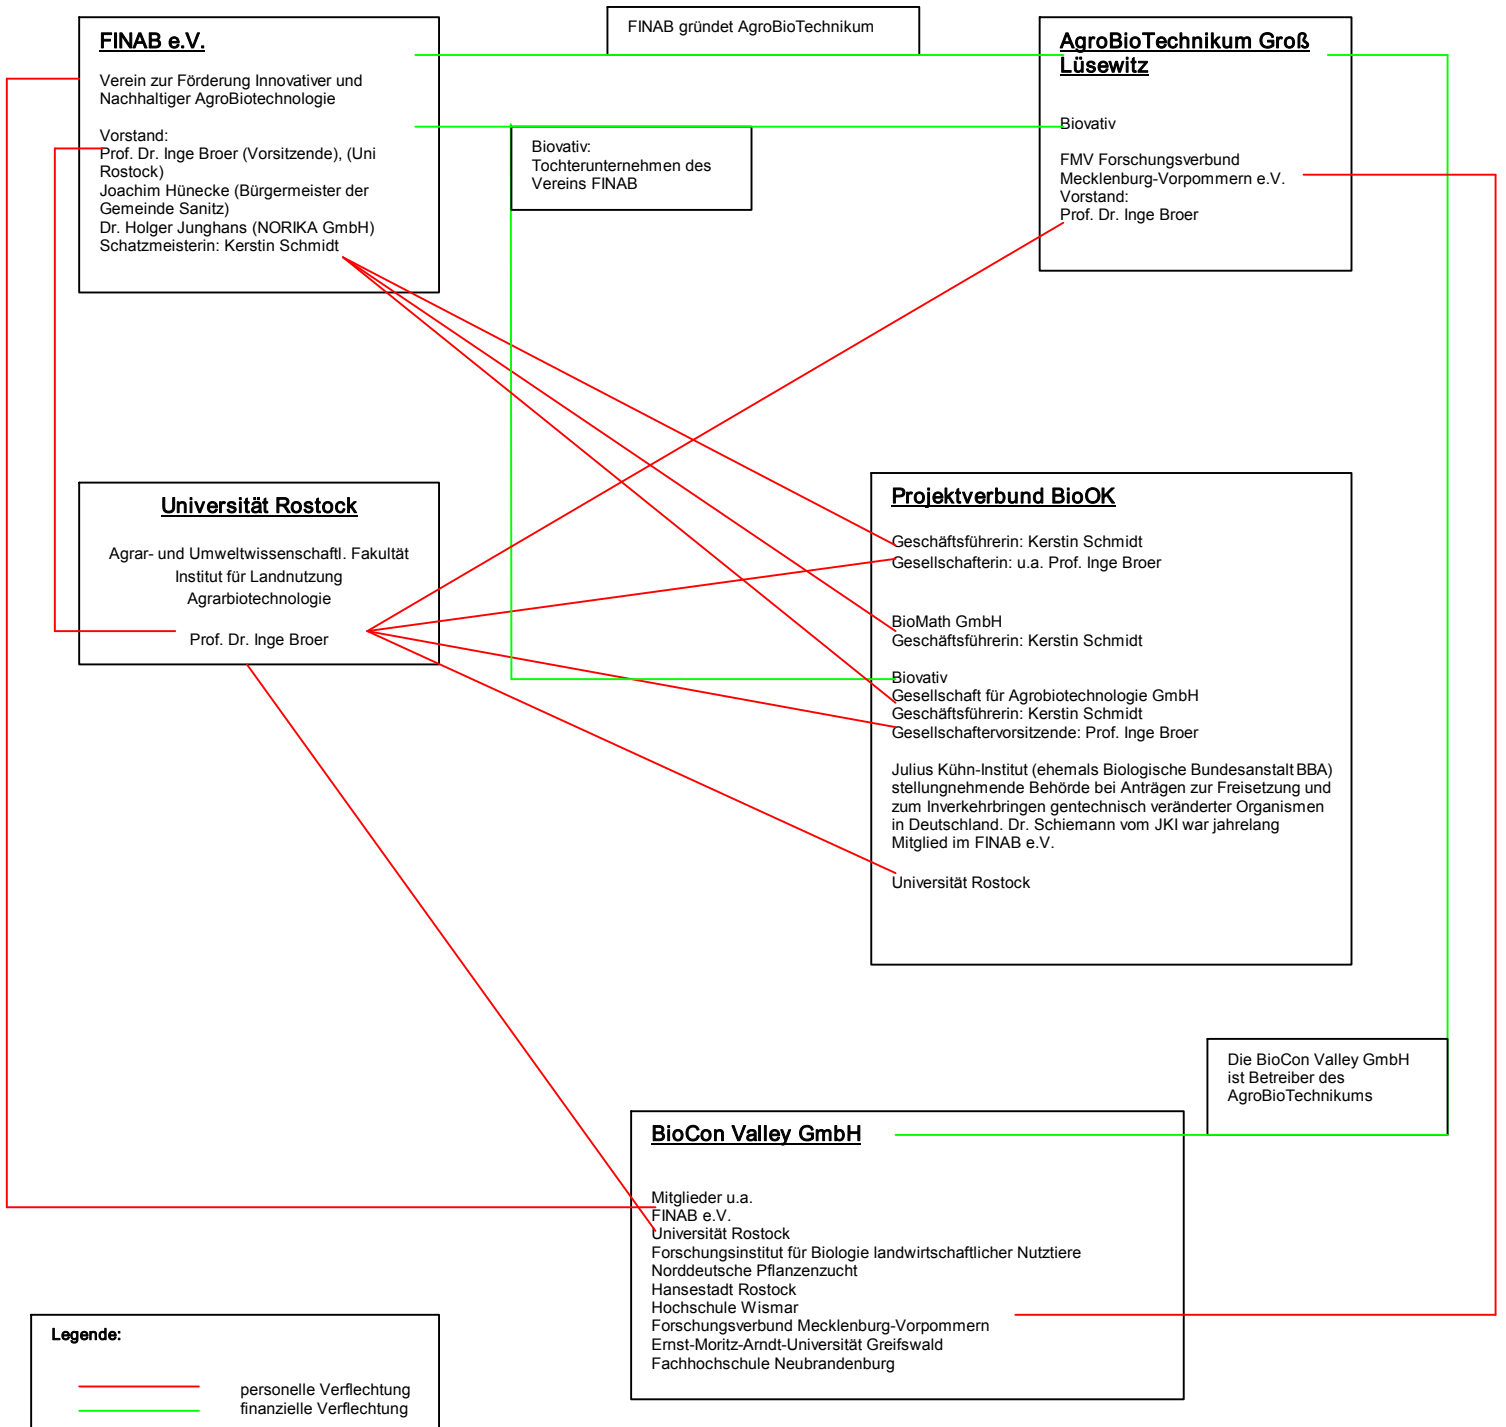 FINAB e.V.
Verein zur Förderung Innovativer und
Nachhaltiger AgroBiotechnologie
Vorstand:
Prof. Dr. Inge Broer (Vorsitzende), (Uni
Rostock)
Joachim Hünecke (Bürgermeister der
Gemeinde Sanitz)
Dr. Holger Junghans (NORIKA GmbH)
Schatzmeisterin: Kerstin Schmidt
FINAB gründet AgroBioTechnikum
AgroBioTechnikum Groß
Lüsewitz
Biovativ
FMV Forschungsverbund
Mecklenburg-Vorpommern e.V.
Vorstand:
Prof. Dr. Inge Broer
Biovativ:
Tochterunternehmen des
Vereins FINAB
Universität Rostock
Agrar- und Umweltwissenschaftl. Fakultät
Institut für Landnutzung
Agrarbiotechnologie
Prof. Dr. Inge Broer
Projektverbund BioOK
Geschäftsführerin: Kerstin Schmidt
Gesellschafterin: u.a. Prof. Inge Broer
BioMath GmbH
Geschäftsführerin: Kerstin Schmidt
Biovativ
Gesellschaft für Agrobiotechnologie GmbH
Geschäftsführerin: Kerstin Schmidt
Gesellschaftervorsitzende: Prof. Inge Broer
Julius Kühn-Institut (ehemals Biologische Bundesanstalt BBA)
stellungnehmende Behörde bei Anträgen zur Freisetzung und
zum Inverkehrbringen gentechnisch veränderter Organismen
in Deutschland. Dr. Schiemann vom JKI war jahrelang
Mitglied im FINAB e.V.
Universität Rostock
Die BioCon Valley GmbH
ist Betreiber des
AgroBioTechnikums
BioCon Valley GmbH
Mitglieder u.a.
FINAB e.V.
Universität Rostock
Forschungsinstitut für Biologie landwirtschaftlicher Nutztiere
Norddeutsche Pflanzenzucht
Hansestadt Rostock
Hochschule Wismar
Forschungsverbund Mecklenburg-Vorpommern
Ernst-Moritz-Arndt-Universität Greifswald
Fachhochschule Neubrandenburg
Legende:
personelle Verflechtung
finanzielle Verflechtung